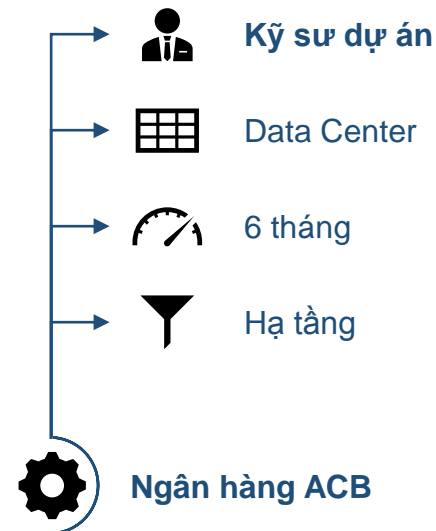 Kỹ sư dự án
Data Center
6 tháng
Hạ tầng
Ngân hàng ACB